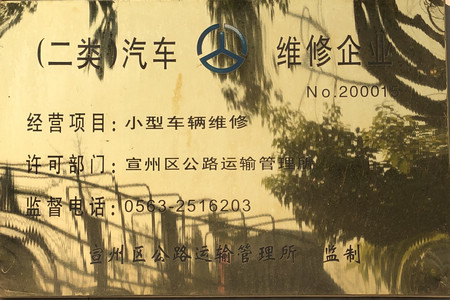 (二类)汽车 维修企业
No.200015
经营项目：小型车辆维修
许可部门：宣州区公路运输管理所
监督电话：0563-2516203
宣州区公路运输管理所 监制